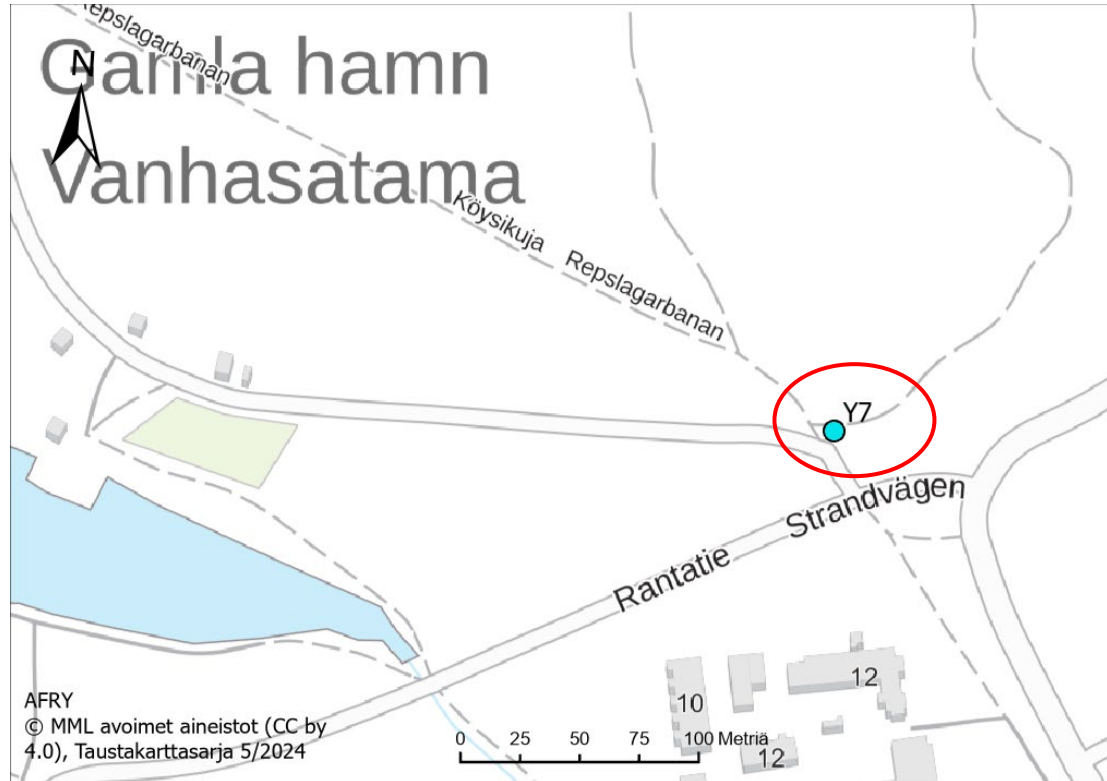 Repslagarbanan
Gamla hamn
N
Vanhasatama
Köysikuja Repslagarbanan
Y7
Strandvägen
Rantatie
12
10
12
AFRY
© MML avoimet aineistot (CC by
4.0), Taustakarttasarja 5/2024
0 25 50 75 100 Metriä